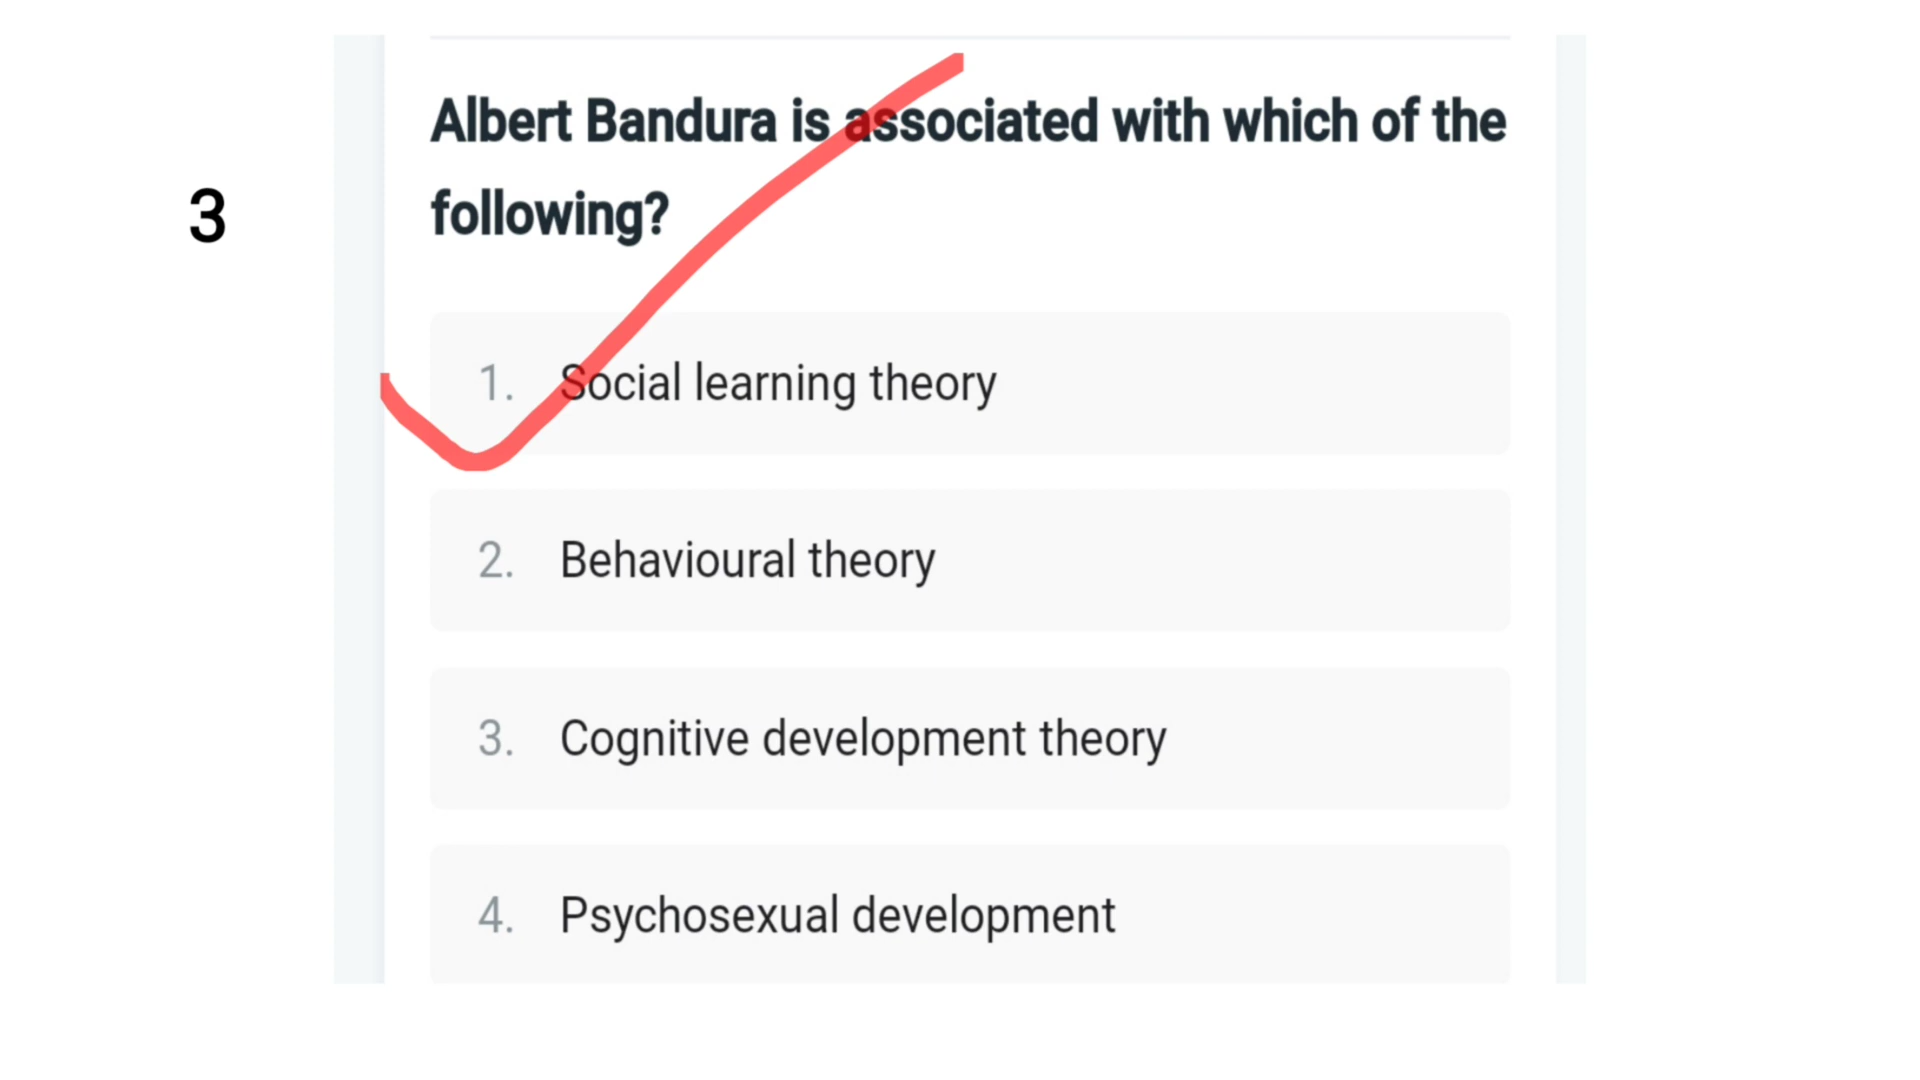 3
Albert Bandura is associated with which of the
following?
1. Social learning theory
2. Behavioural theory
3. Cognitive development theory
4. Psychosexual development